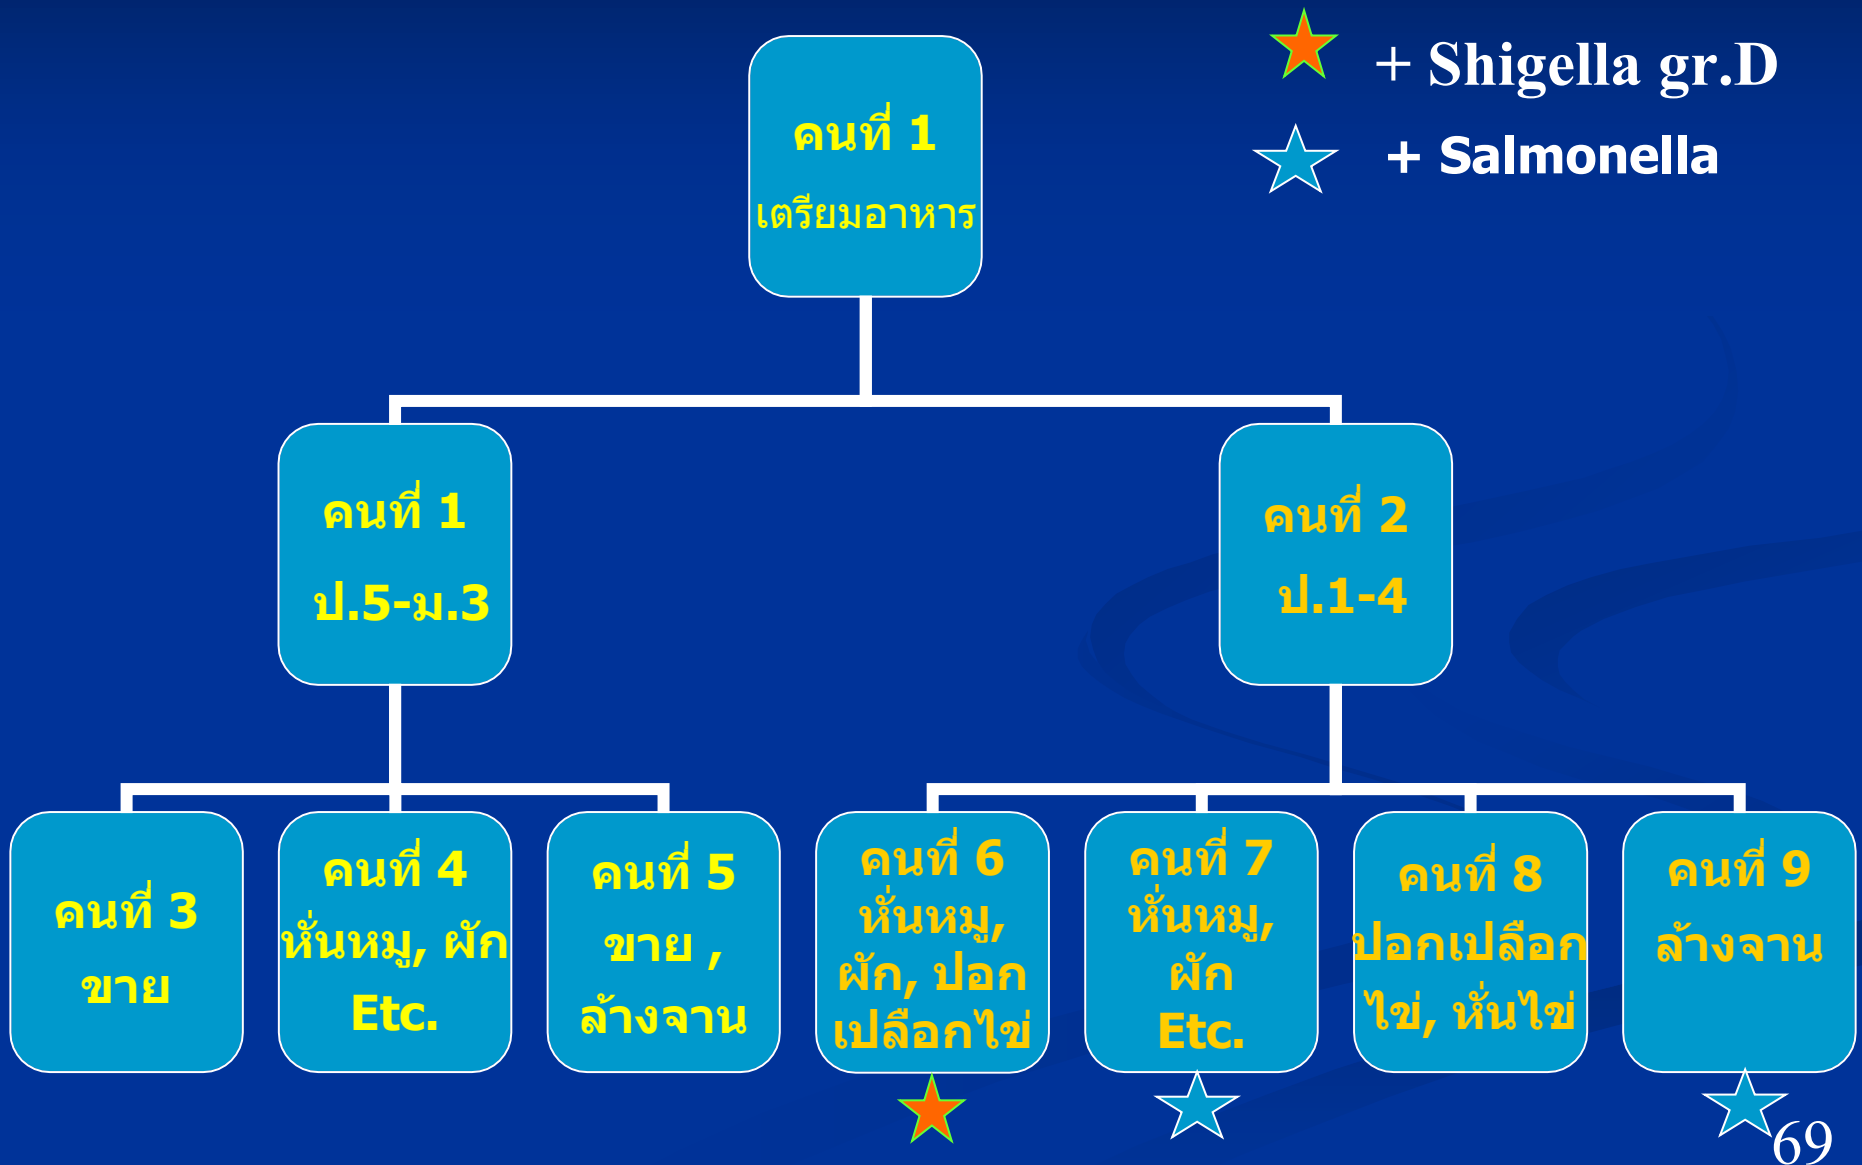 + Shigella gr.D
+ Salmonella
คนที่ 1
เตรียมอาหาร
คนที่ 1
ป.5-ม.3
คนที่ 2
ป.1-4
คนที่ 3
ขาย
คนที่ 4
หั่นหมู, ผัก
Etc.
คนที่ 5
ขาย ,
ล้างจาน
คนที่ 6
หั่นหมู,
ผัก, ปอก
เปลือกไข่
คนที่ 7
หั่นหมู,
ผัก
Etc.
คนที่ 8
ปอกเปลือก
ไข่, หั่นไข่
คนที่ 9
ล้างจาน
69